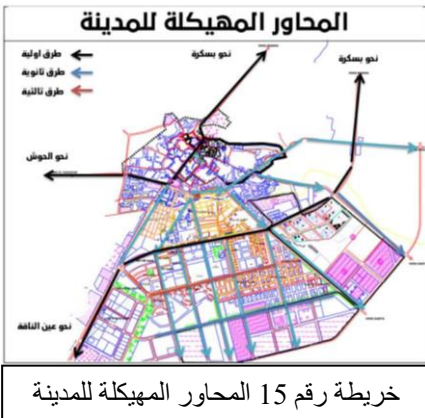 المحاور المهيكلة للمدينة
طرق اولية
طرق ثانوية
طرق ثالثية
نحو بسكرة
نحو بسكرة
نحو الحوش
نحو عين الناقة
خريطة رقم 15 المحاور المهيكلة للمدينة